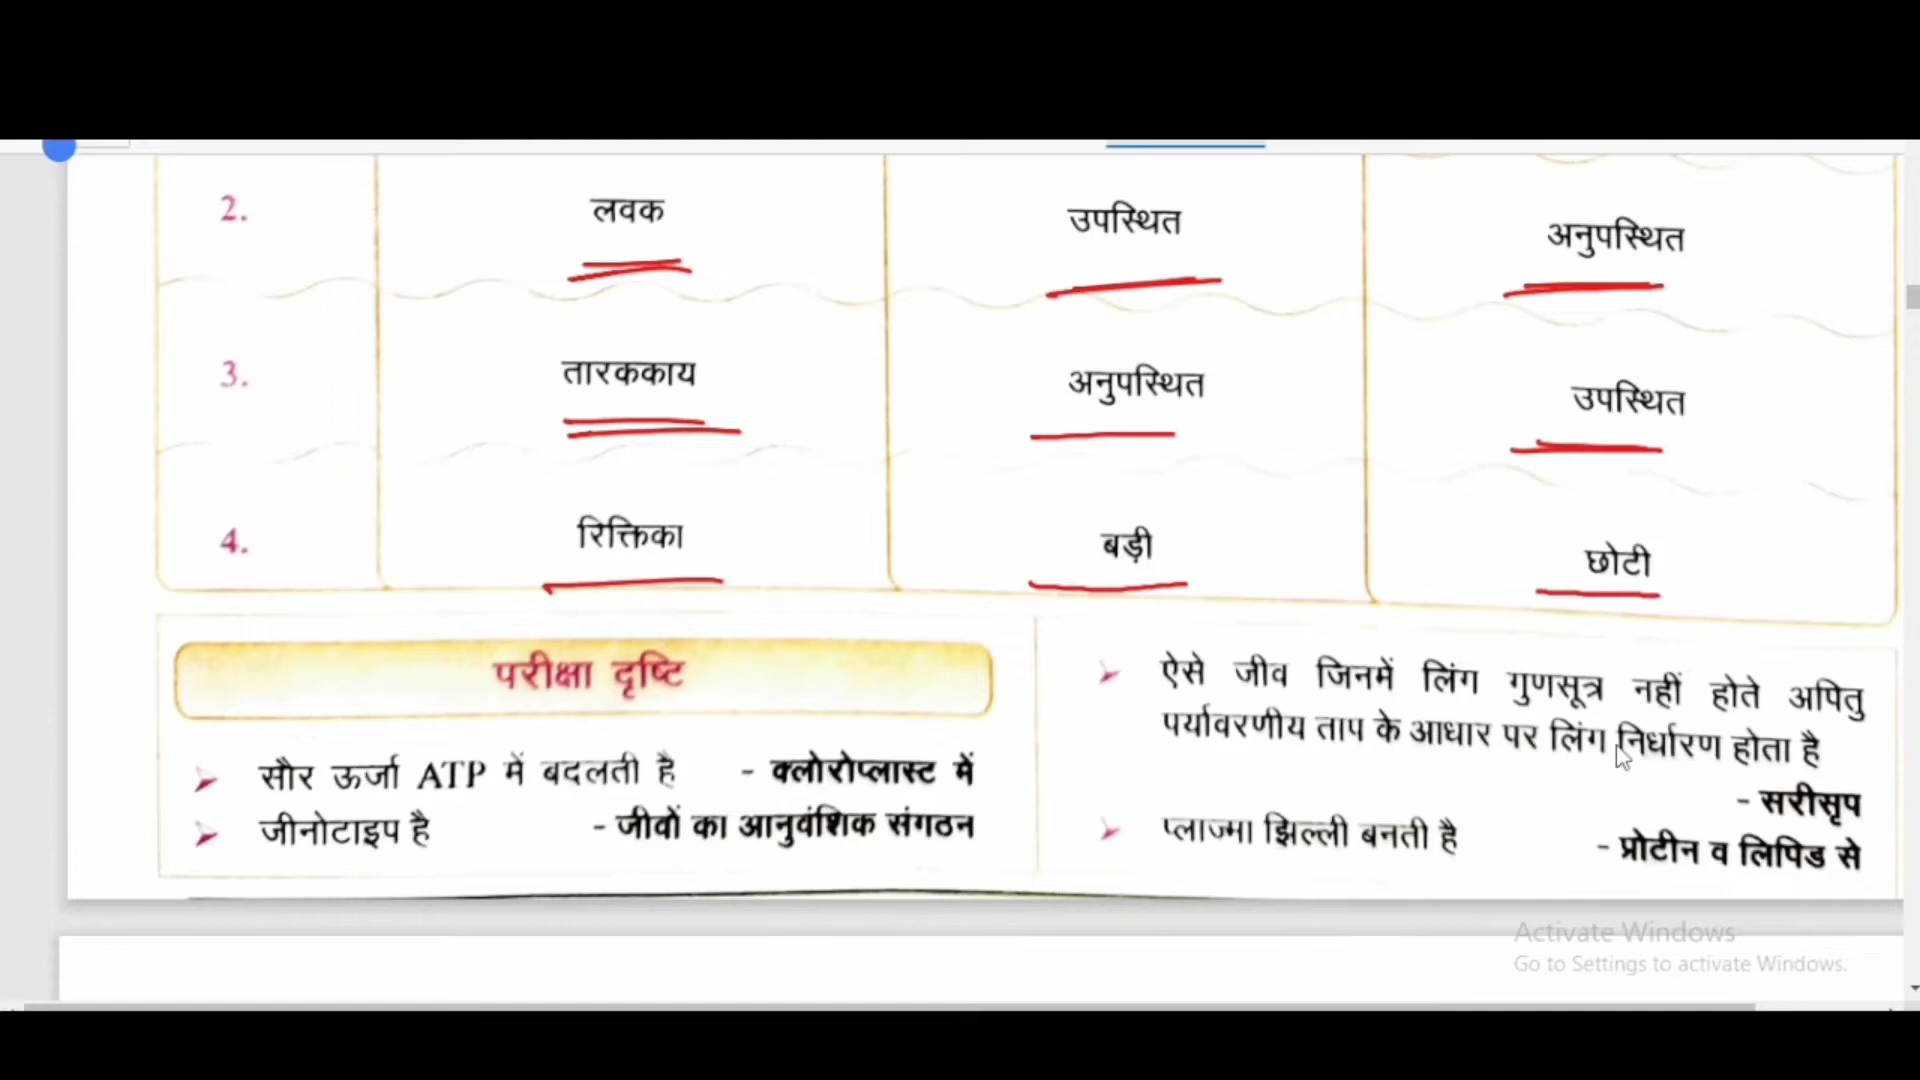 2. लवक उपस्थित अनुपस्थित
3. तारककाय अनुपस्थित उपस्थित
4. रिक्तिका बड़ी छोटी
परीक्षा दृष्टि
सौर ऊर्जा ATP में बदलती है - क्लोरोप्लास्ट में
जीनोटाइप है - जीवों का आनुवंशिक संगठन
ऐसे जीव जिनमें लिंग गुणसूत्र नहीं होते अपितु
पर्यावरणीय ताप के आधार पर लिंग निर्धारण होता है
- सरीसृप
प्लाज्मा झिल्ली बनती है - प्रोटीन व लिपिड से
Activate Windows
Go to Settings to activate Windows.